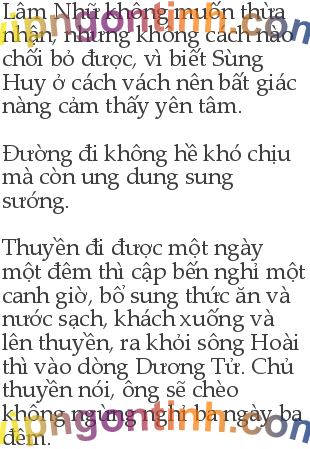 Lâm Nhữ không muốn thừa
nhận, nhưng không cách nào
chối bỏ được, vì biết Sùng
Huy ở cách vách nên bất giác
nàng cảm thấy yên tâm.
Đường đi không hề khó chịu
mà còn ung dung sung
sướng.
Thuyền đi được một ngày
một đêm thì cập bến nghỉ một
canh giờ, bổ sung thức ăn và
nước sạch, khách xuống và
lên thuyền, ra khỏi sông Hoài
thì vào dòng Dương Tử. Chủ
thuyền nói, ông sẽ chèo
không ngừng nghỉ ba ngày ba
đêm.
vipngontinh.com
vipngontinh.com